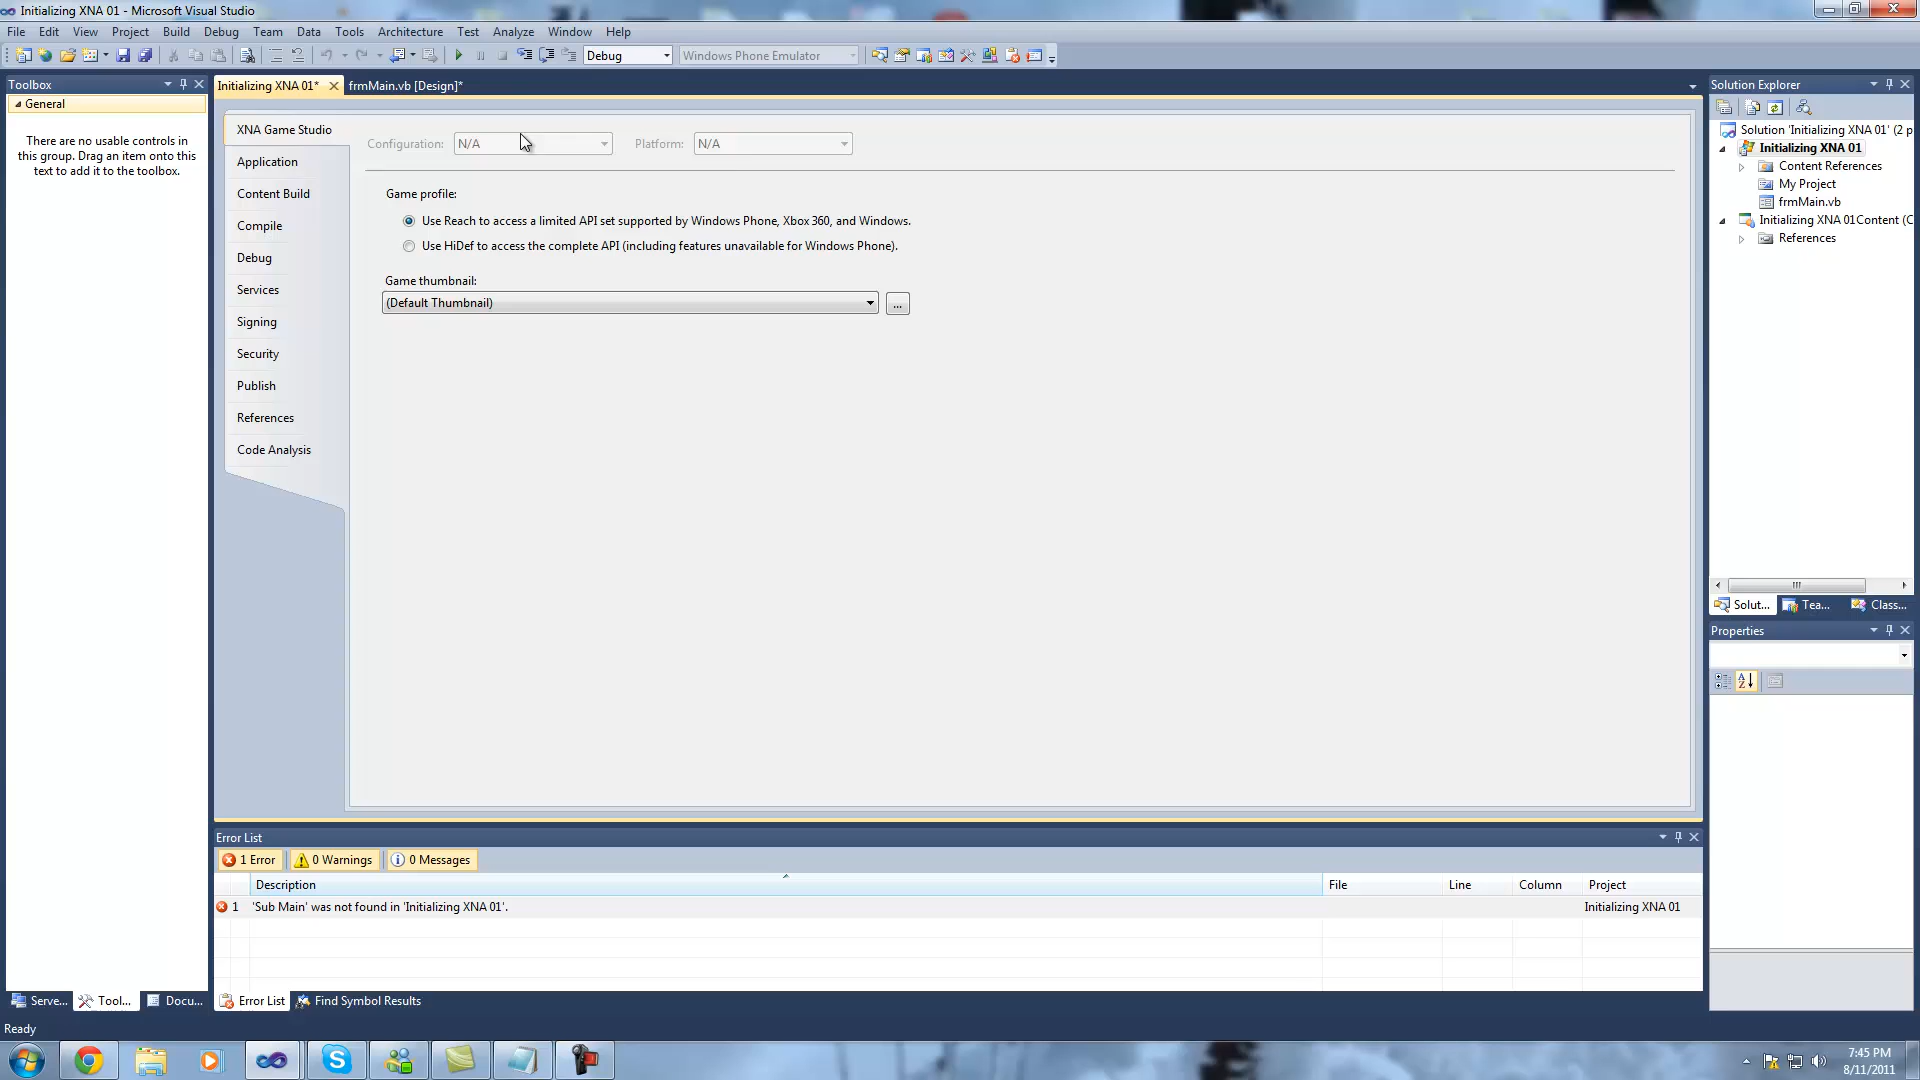 Initializing XNA 01 - Microsoft Visual Studio
File Edit View Project Build Debug Team Data Tools Architecture Test Analyze Window Help
Debug Windows Phone Emulator
Toolbox
General
There are no usable controls in
this group. Drag an item onto this
text to add it to the toolbox.
Initializing XNA 01* frmMain.vb [Design]*
XNA Game Studio
Application
Content Build
Compile
Debug
Services
Signing
Security
Publish
References
Code Analysis
Configuration: N/A Platform: N/A
Game profile:
Use Reach to access a limited API set supported by Windows Phone, Xbox 360, and Windows.
Use HiDef to access the complete API (including features unavailable for Windows Phone).
Game thumbnail:
(Default Thumbnail) ...
Solution Explorer
Solution 'Initializing XNA 01' (2 p
Initializing XNA 01
Content References
My Project
frmMain.vb
Initializing XNA 01Content (C
References
Solut... Tea... Class...
Properties
Error List
1 Error 0 Warnings 0 Messages
Description File Line Column Project
1 'Sub Main' was not found in 'Initializing XNA 01'. Initializing XNA 01
Serve... Tool... Docu... Error List Find Symbol Results
Ready
7:45 PM
8/11/2011